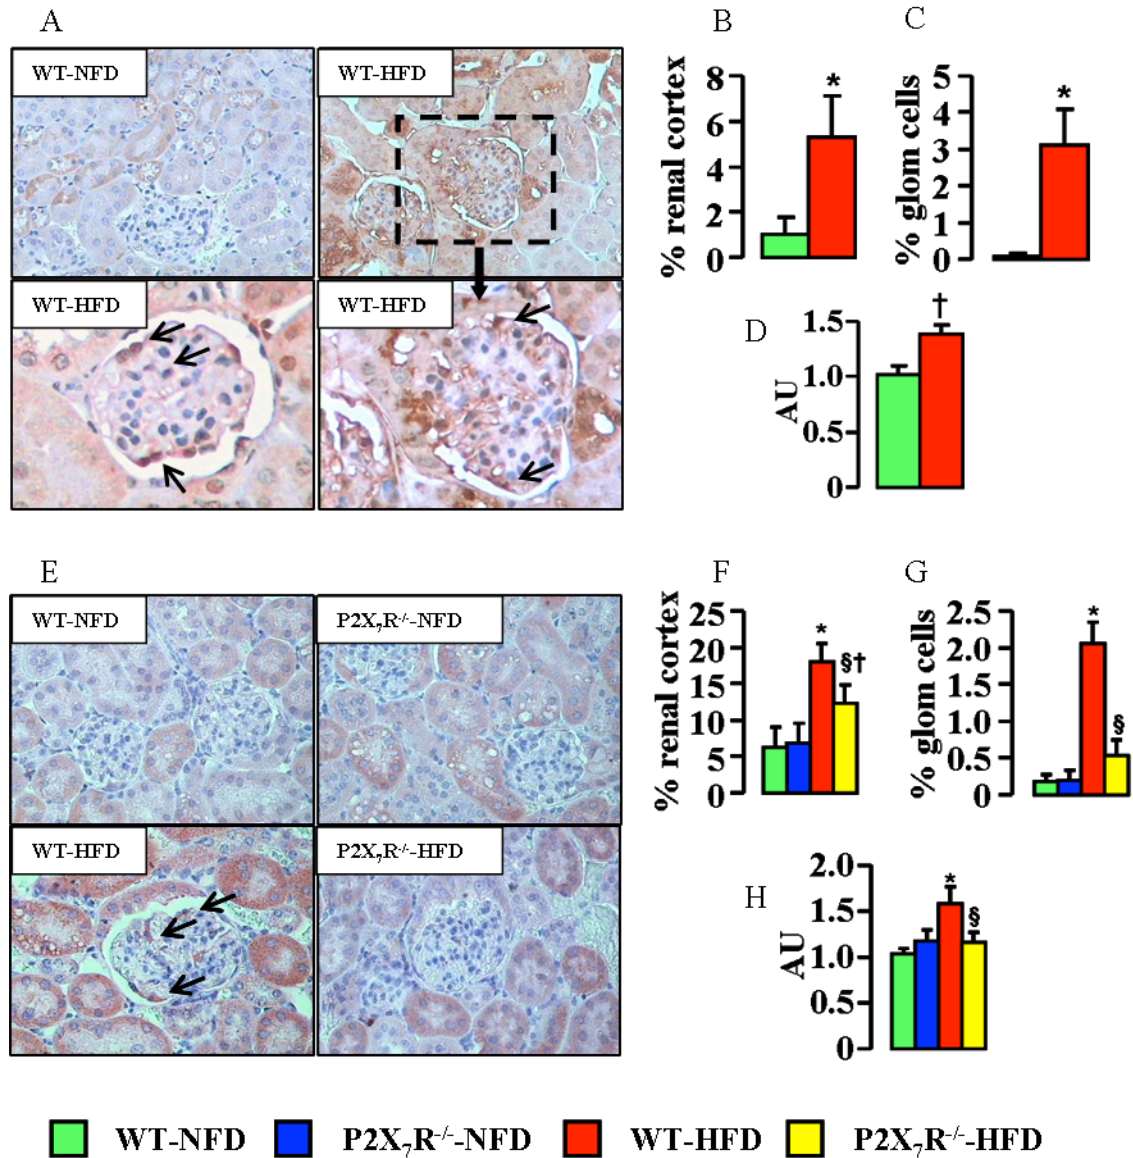 A
B
C
WT-NFD
WT-HFD
WT-HFD
WT-HFD
% renal cortex
8
6
4
2
0
*
% glom cells
5
4
3
2
1
0
*
D
AU
1.5
1.0
0.5
0
†
E
F
G
WT-NFD
P2X₇R⁻/⁻-NFD
WT-HFD
P2X₇R⁻/⁻-HFD
% renal cortex
25
20
15
10
5
0
*
§†
% glom cells
2.5
2.0
1.5
1.0
0.5
0
*
§
H
AU
2.0
1.5
1.0
0.5
0
*
§
WT-NFD P2X₇R⁻/⁻-NFD WT-HFD P2X₇R⁻/⁻-HFD